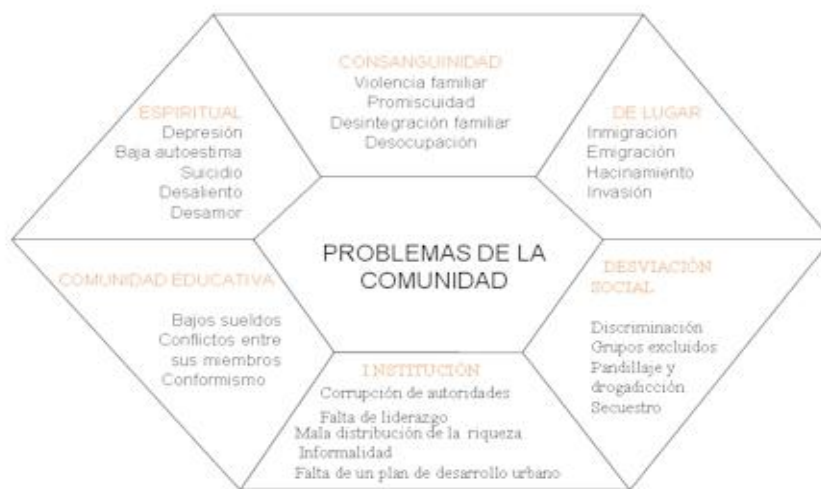 CONSANGUINIDAD
Violencia familiar
Promiscuidad
Desintegración familiar
Desocupación
ESPIRITUAL
Depresión
Baja autoestima
Suicidio
Desaliento
Desamor
DE LUGAR
Inmigración
Emigración
Hacinamiento
Invasión
PROBLEMAS DE LA
COMUNIDAD
COMUNIDAD EDUCATIVA
Bajos sueldos
Conflictos entre
sus miembros
Conformismo
DESVIACIÓN
SOCIAL
Discriminación
Grupos excluidos
Pandillaje y
drogadicción
Secuestro
INSTITUCIÓN
Corrupción de autoridades
Falta de liderazgo
Mala distribución de la riqueza
Informalidad
Falta de un plan de desarrollo urbano